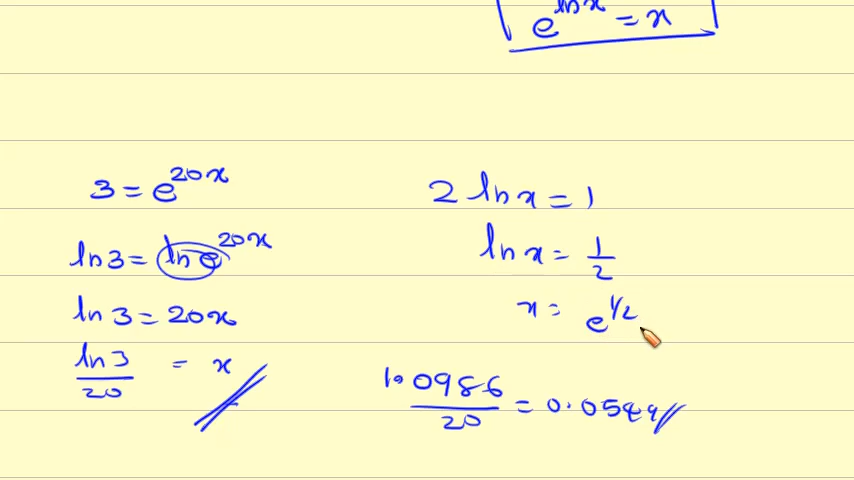 e^{ln x} = x
3 = e^{20x}
ln 3 = ln e^{20x}
ln 3 = 20x
ln 3 / 20 = x
2 ln x = 1
ln x = 1/2
x = e^{1/2}
1.0986 / 20 = 0.0549